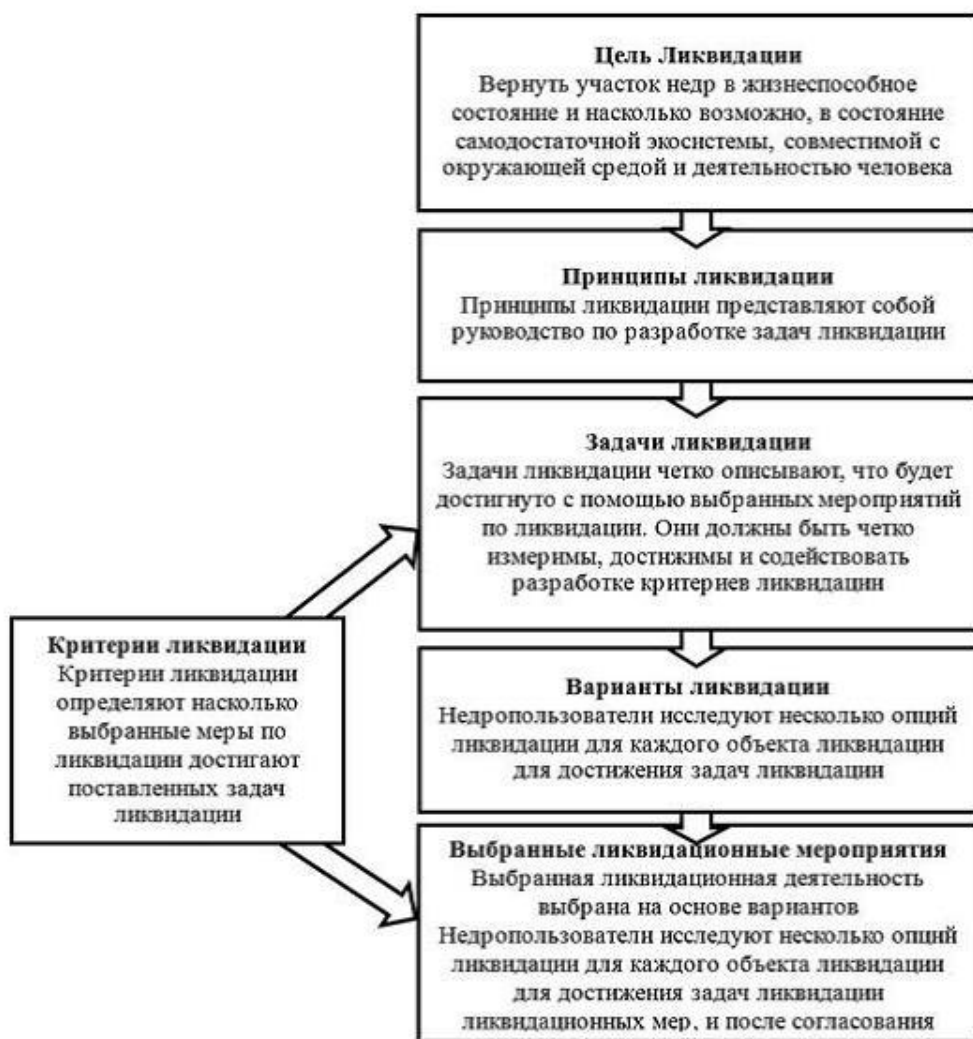 Цель Ликвидации
Вернуть участок недр в жизнеспособное
состояние и насколько возможно, в состояние
самодостаточной экосистемы, совместимой с
окружающей средой и деятельностью человека
Принципы ликвидации
Принципы ликвидации представляют собой
руководство по разработке задач ликвидации
Задачи ликвидации
Задачи ликвидации четко описывают, что будет
достигнуто с помощью выбранных мероприятий
по ликвидации. Они должны быть четко
измеримы, достижимы и содействовать
разработке критериев ликвидации
Критерии ликвидации
Критерии ликвидации
определяют насколько
выбранные меры по
ликвидации достигают
поставленных задач
ликвидации
Варианты ликвидации
Недропользователи исследуют несколько опций
ликвидации для каждого объекта ликвидации
для достижения задач ликвидации
Выбранные ликвидационные мероприятия
Выбранная ликвидационная деятельность
выбрана на основе вариантов
Недропользователи исследуют несколько опций
ликвидации для каждого объекта ликвидации
для достижения задач ликвидации
ликвидационных мер, и после согласования